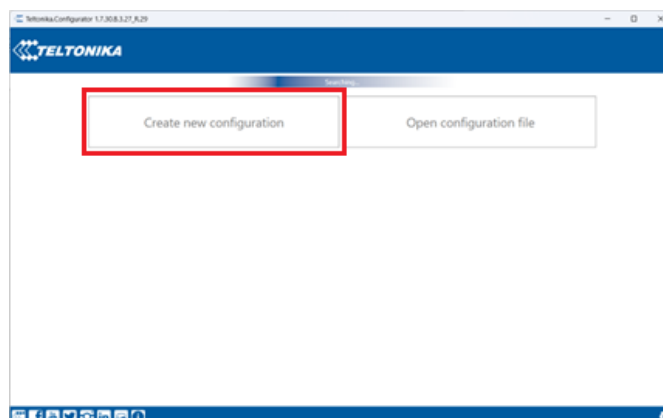 Teltonika.Configurator 1.7.30.B.3.27_R.29
TELTONIKA
Searching...
Create new configuration
Open configuration file